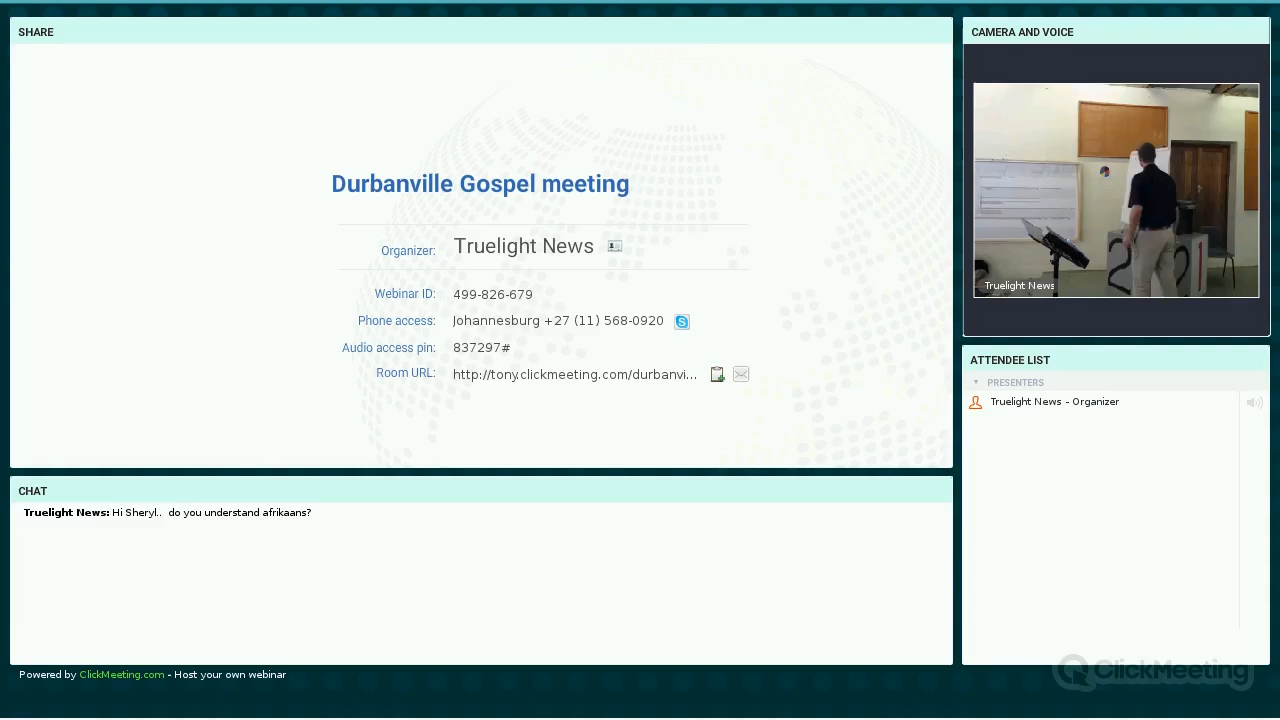 SHARE
Durbanville Gospel meeting
Organizer: Truelight News
Webinar ID: 499-826-679
Phone access: Johannesburg +27 (11) 568-0920
Audio access pin: 837297#
Room URL: http://tony.clickmeeting.com/durbanvi...
CHAT
Truelight News: Hi Sheryl.. do you understand afrikaans?
Powered by ClickMeeting.com - Host your own webinar
CAMERA AND VOICE
2 1
Truelight News
ATTENDEE LIST
PRESENTERS
Truelight News - Organizer
ClickMeeting